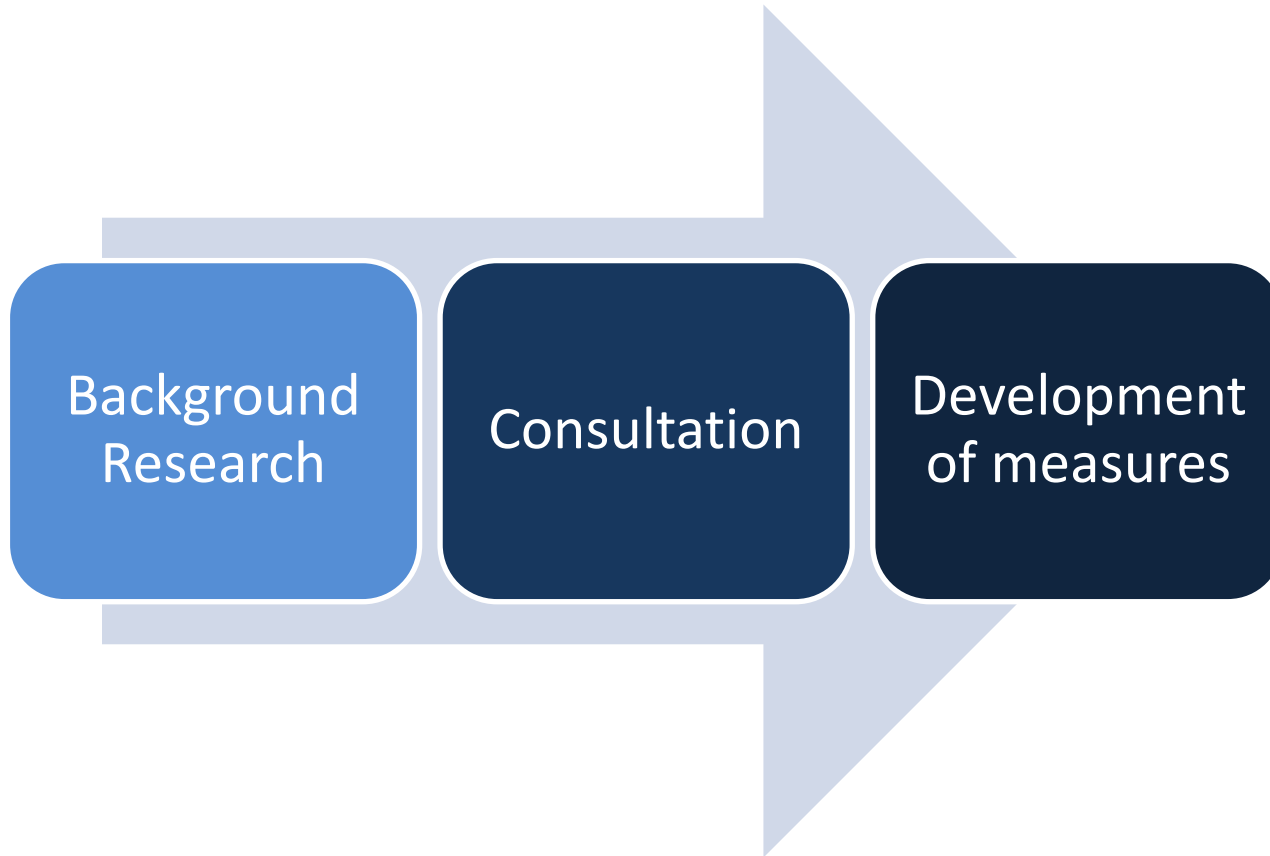 Background
Research
Consultation
Development
of measures